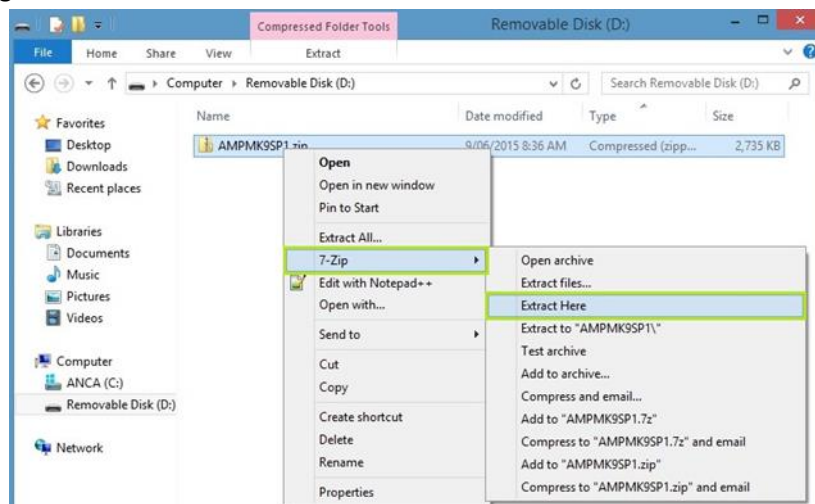 Compressed Folder Tools
Removable Disk (D:)
File
Home
Share
View
Extract
Computer
Removable Disk (D:)
Search Removable Disk (D:)
Name
Date modified
Type
Size
AMPMK9SP1.zip
9/06/2015 8:36 AM
Compressed (zipp...
2,735 KB
Favorites
Desktop
Downloads
Recent places
Libraries
Documents
Music
Pictures
Videos
Computer
ANCA (C:)
Removable Disk (D:)
Network
Open
Open in new window
Pin to Start
Extract All...
7-Zip
Edit with Notepad++
Open with...
Send to
Cut
Copy
Create shortcut
Delete
Rename
Properties
Open archive
Extract files...
Extract Here
Extract to "AMPMK9SP1\"
Test archive
Add to archive...
Compress and email...
Add to "AMPMK9SP1.7z"
Compress to "AMPMK9SP1.7z" and email
Add to "AMPMK9SP1.zip"
Compress to "AMPMK9SP1.zip" and email